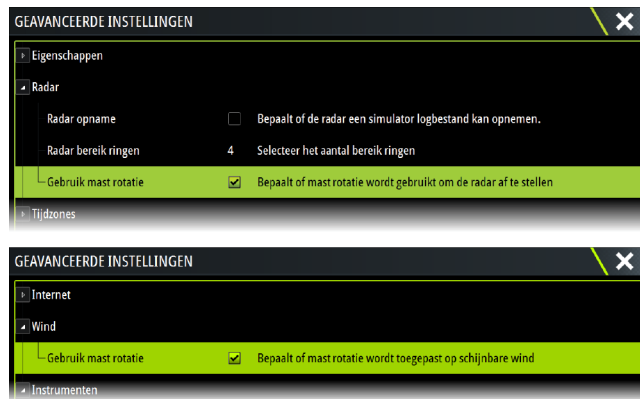 GEAVANCEERDE INSTELLINGEN
Eigenschappen
Radar
Radar opname Bepaalt of de radar een simulator logbestand kan opnemen.
Radar bereik ringen 4 Selecteer het aantal bereik ringen
Gebruik mast rotatie Bepaalt of mast rotatie wordt gebruikt om de radar af te stellen
Tijdzones
GEAVANCEERDE INSTELLINGEN
Internet
Wind
Gebruik mast rotatie Bepaalt of mast rotatie wordt toegepast op schijnbare wind
Instrumenten